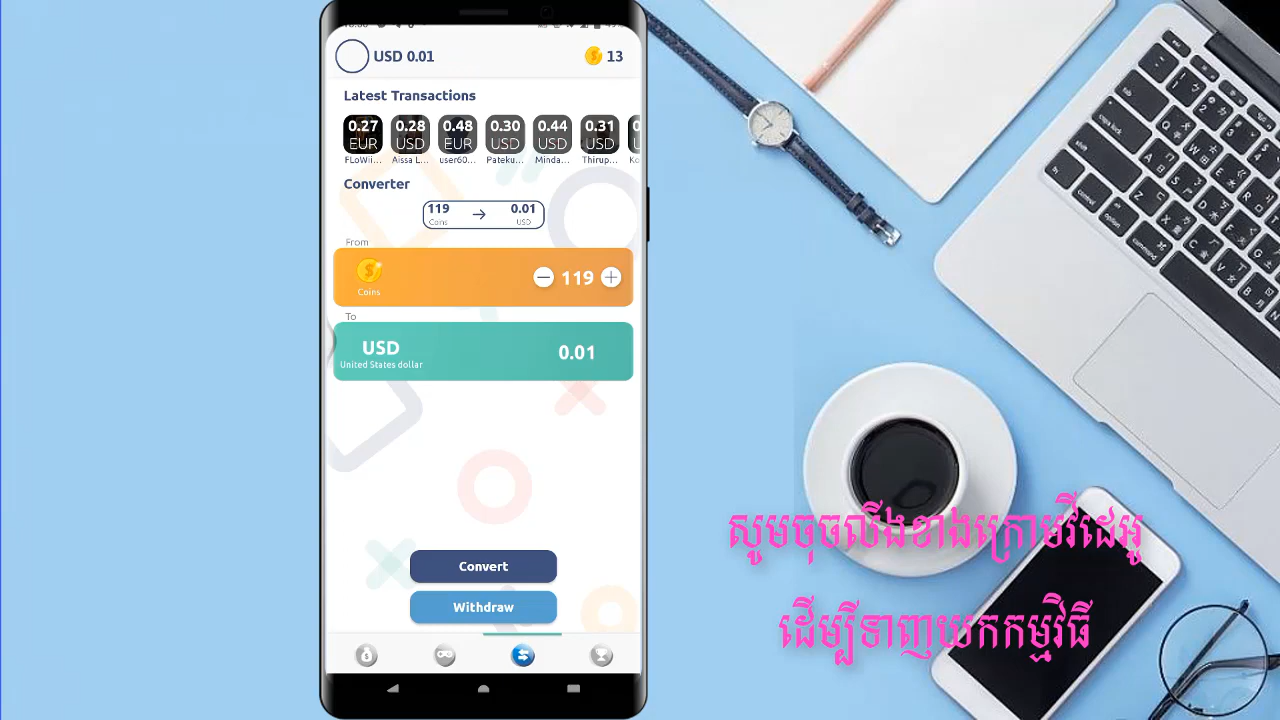 USD 0.01
13
Latest Transactions
0.27 0.28 0.48 0.30 0.44 0.31
EUR USD EUR USD USD USD
FLoWii... Aissa L... user60... Pateku... Minda... Thirup...
Converter
119 → 0.01
Coins USD
From
119
Coins
To
USD 0.01
United States dollar
Convert
Withdraw
សូមចុចលីងខាងក្រោមវីដេអូ
ដើម្បីទាញយកកម្មវិធី